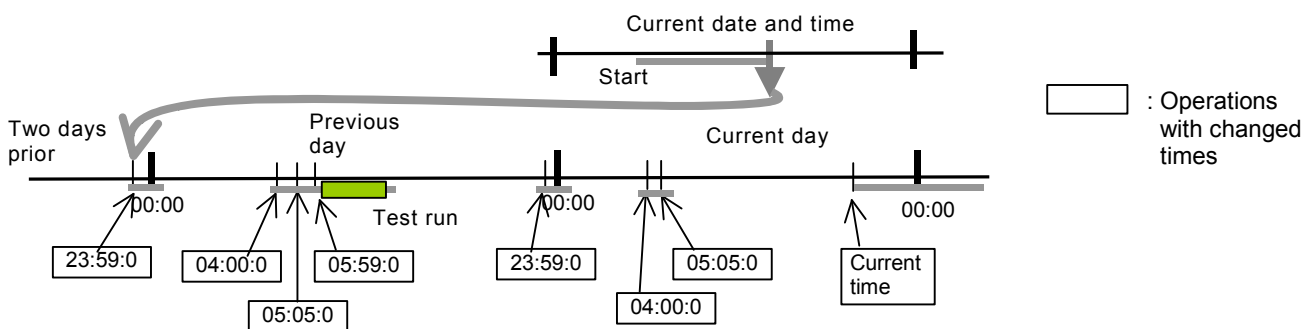 Current date and time
Start
: Operations
with changed
times
Two days
prior
Previous
day
Current day
00:00
Test run
00:00
00:00
23:59:0
04:00:0
05:59:0
23:59:0
05:05:0
Current
time
05:05:0
04:00:0